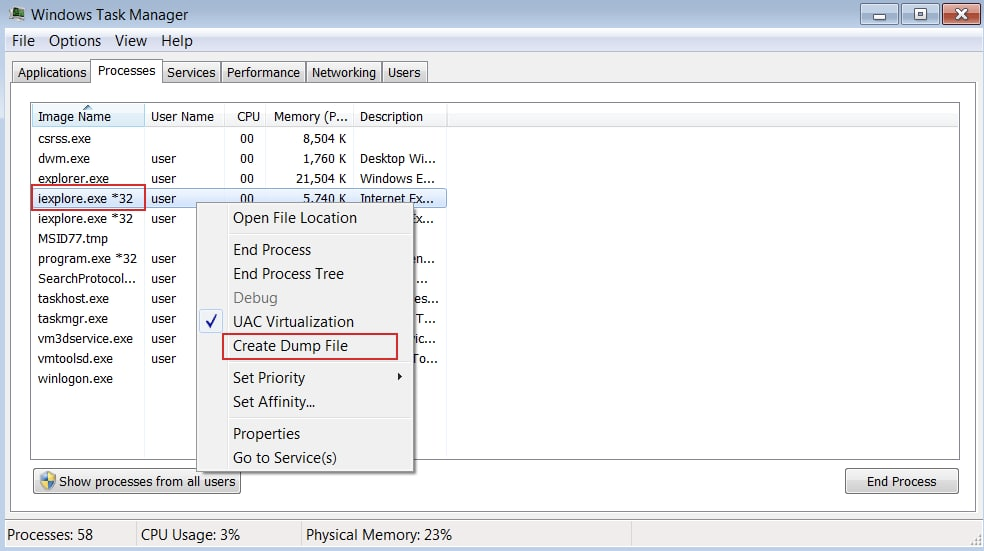 Windows Task Manager
File Options View Help
Applications Processes Services Performance Networking Users
Image Name User Name CPU Memory (P... Description
csrss.exe 00 8,504 K
dwm.exe user 00 1,760 K Desktop Wi...
explorer.exe user 00 21,504 K Windows E...
iexplore.exe *32 user 00 5,740 K Internet Ex...
iexplore.exe *32 user Ex...
MSID77.tmp
program.exe *32 user en...
SearchProtocol... user ...
taskhost.exe user es...
taskmgr.exe user T...
vm3dservice.exe user ic...
vmtoolsd.exe user To...
winlogon.exe
Open File Location
End Process
End Process Tree
Debug
UAC Virtualization
Create Dump File
Set Priority
Set Affinity...
Properties
Go to Service(s)
Show processes from all users End Process
Processes: 58 CPU Usage: 3% Physical Memory: 23%